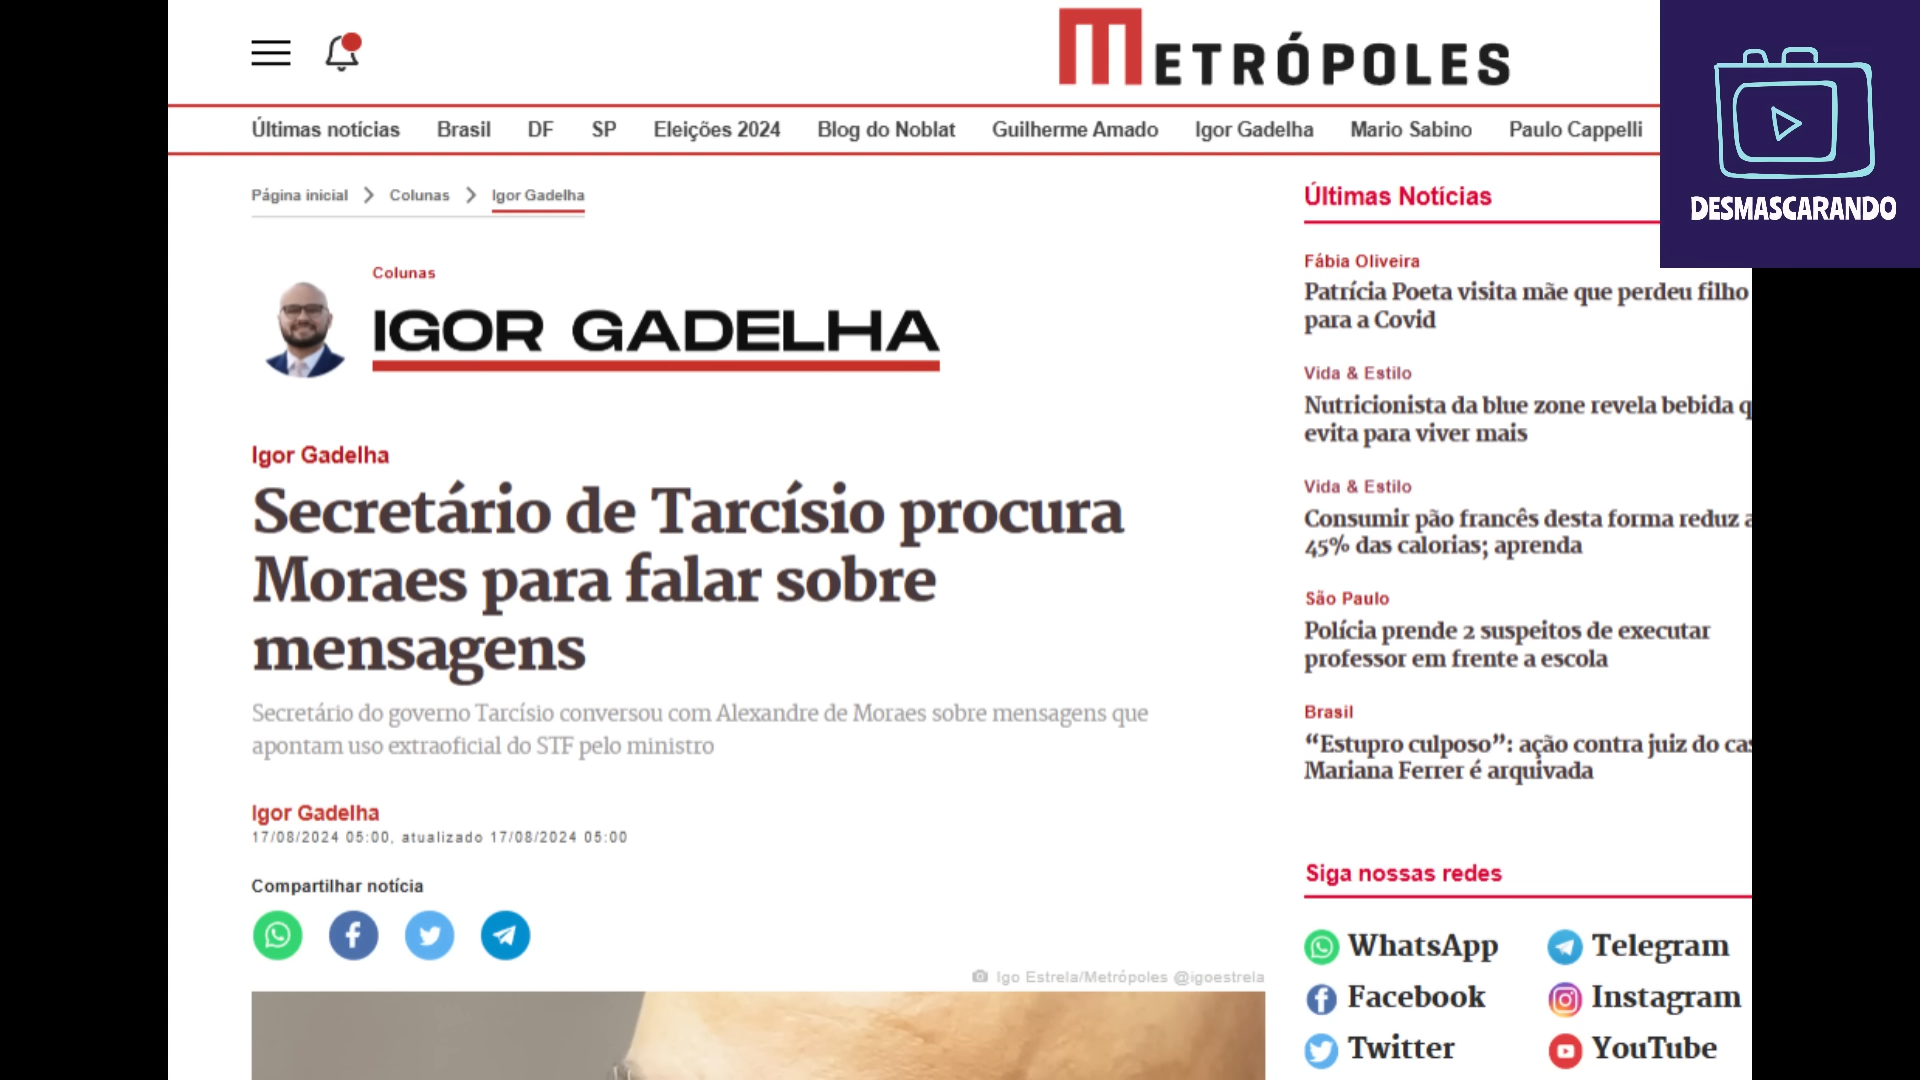 METRÓPOLES
DESMASCARANDO
Últimas notícias Brasil DF SP Eleições 2024 Blog do Noblat Guilherme Amado Igor Gadelha Mario Sabino Paulo Cappelli
Página inicial Colunas Igor Gadelha
Colunas
IGOR GADELHA
Igor Gadelha
Secretário de Tarcísio procura
Moraes para falar sobre
mensagens
Secretário do governo Tarcísio conversou com Alexandre de Moraes sobre mensagens que
apontam uso extraoficial do STF pelo ministro
Igor Gadelha
17/08/2024 05:00, atualizado 17/08/2024 05:00
Compartilhar notícia
Igo Estrela/Metrópoles @igoestrela
Últimas Notícias
Fábia Oliveira
Patrícia Poeta visita mãe que perdeu filho
para a Covid
Vida & Estilo
Nutricionista da blue zone revela bebida q
evita para viver mais
Vida & Estilo
Consumir pão francês desta forma reduz a
45% das calorias; aprenda
São Paulo
Polícia prende 2 suspeitos de executar
professor em frente a escola
Brasil
“Estupro culposo”: ação contra juiz do cas
Mariana Ferrer é arquivada
Siga nossas redes
WhatsApp Telegram
Facebook Instagram
Twitter YouTube